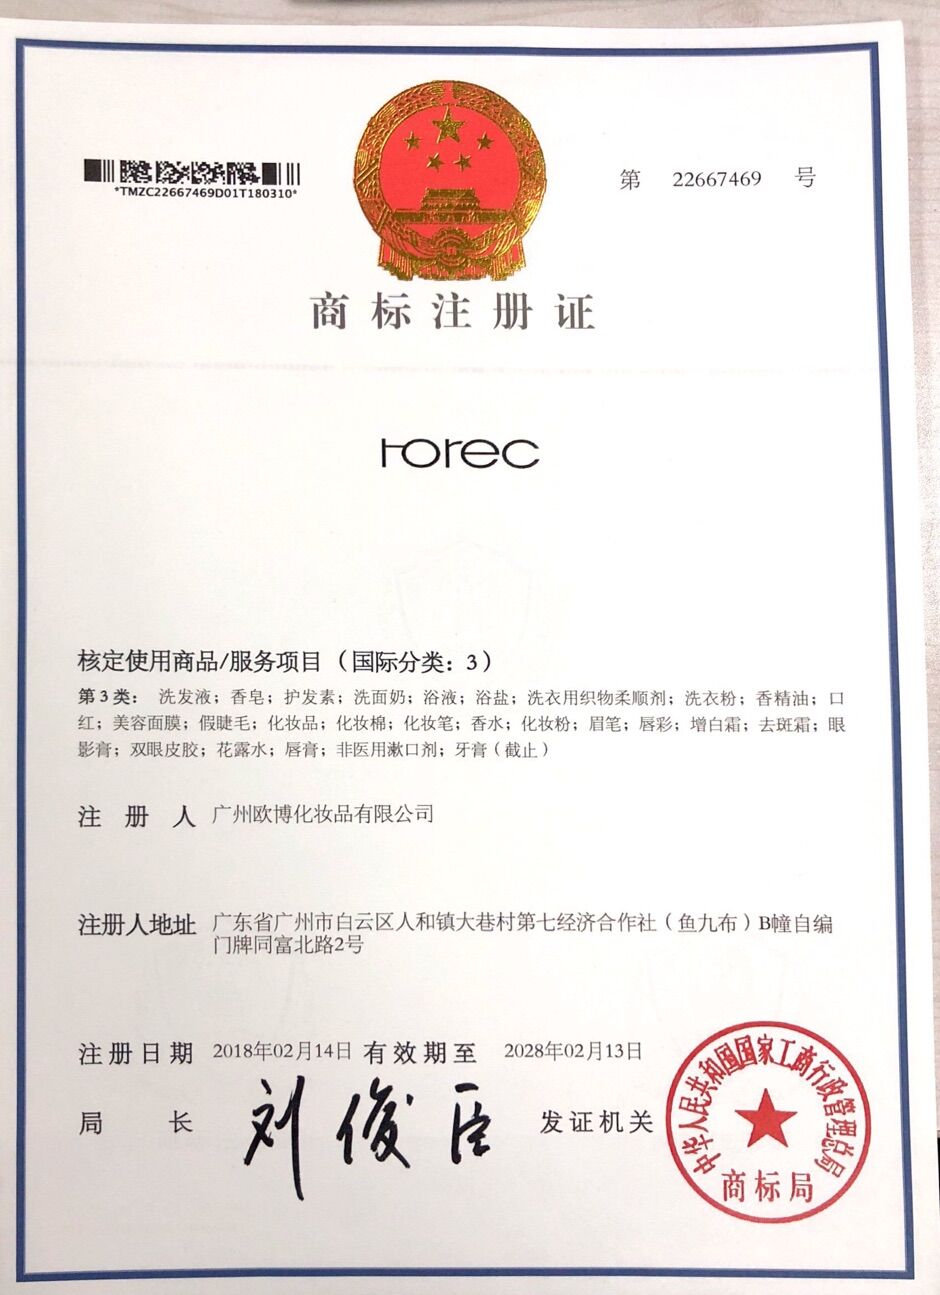 *TMZC22667469D01T180310*
第 22667469 号
商标注册证
horec
核定使用商品/服务项目（国际分类：3）
第3类：洗发液；香皂；护发素；洗面奶；浴液；浴盐；洗衣用织物柔顺剂；洗衣粉；香精油；口
红；美容面膜；假睫毛；化妆品；化妆棉；化妆笔；香水；化妆粉；眉笔；唇彩；增白霜；去斑霜；眼
影膏；双眼皮胶；花露水；唇膏；非医用漱口剂；牙膏（截止）
注册人 广州欧博化妆品有限公司
注册人地址 广东省广州市白云区人和镇大巷村第七经济合作社（鱼九布）B幢自编
门牌同富北路2号
注册日期 2018年02月14日 有效期至 2028年02月13日
局长 刘俊臣 发证机关
中华人民共和国国家工商行政管理总局
商标局